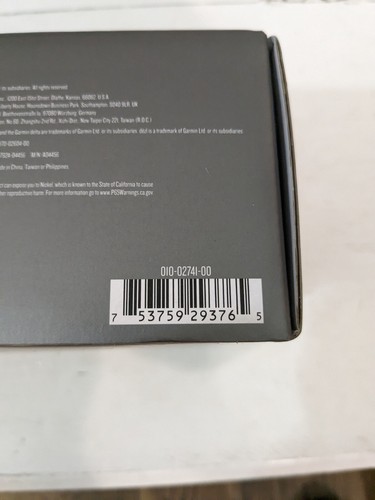 or its subsidiaries. All rights reserved
1200 East 151st Street, Olathe, Kansas, 66062
Liberty House, Hounsdown Business Park, Southampton, SO40 9LR, UK
97080 Würzburg, Germany
No. 68, Zhangshu 2nd Rd., Xizhi Dist., New Taipei City 221, Taiwan (R.O.C.)
and the Garmin delta are trademarks of Garmin Ltd. or its subsidiaries. is a trademark of Garmin Ltd. or its subsidiaries
Made in China, Taiwan or Philippines
can expose you to Nickel, which is known to the State of California to cause
other reproductive harm. For more information go to www.P65Warnings.ca.gov.
010-02741-00
7 53759 29376 5